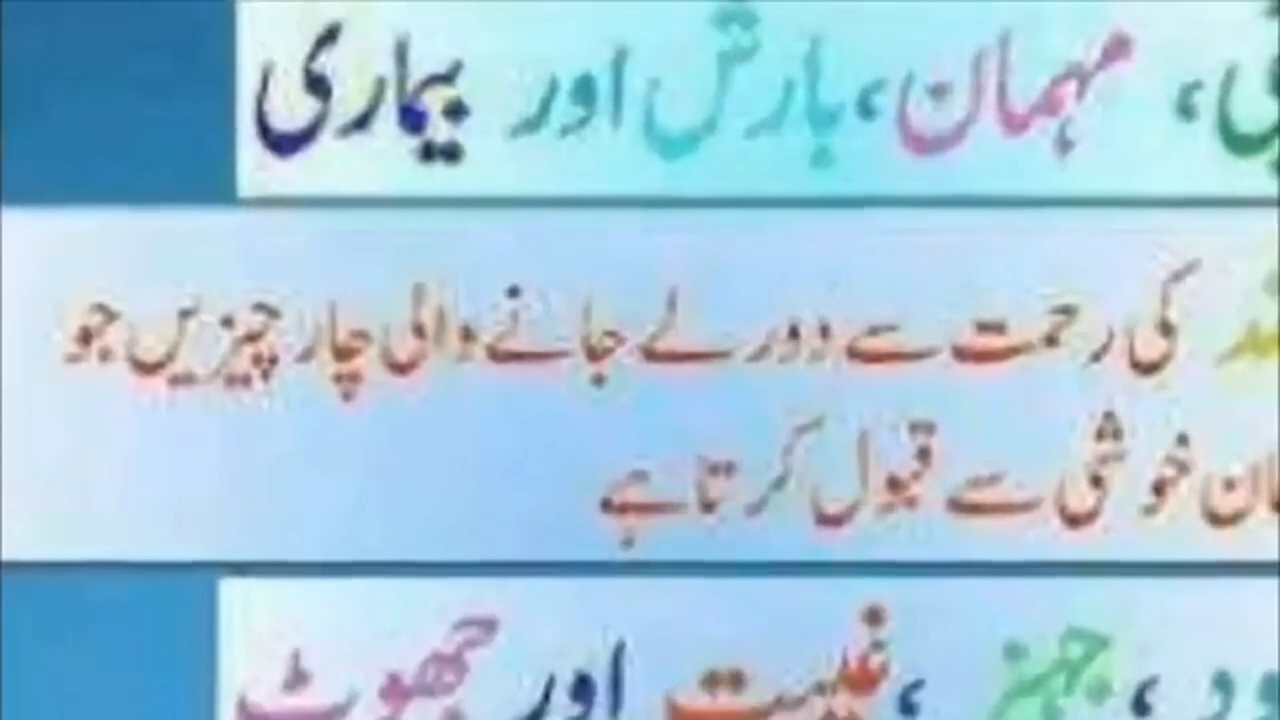 ، مہمان، بارش اور بیماری
کی رحمت سے دور لے جانے والی چار چیزیں جو
خوشی سے قبول کرتا ہے
، جہیز، غیبت اور جھوٹ